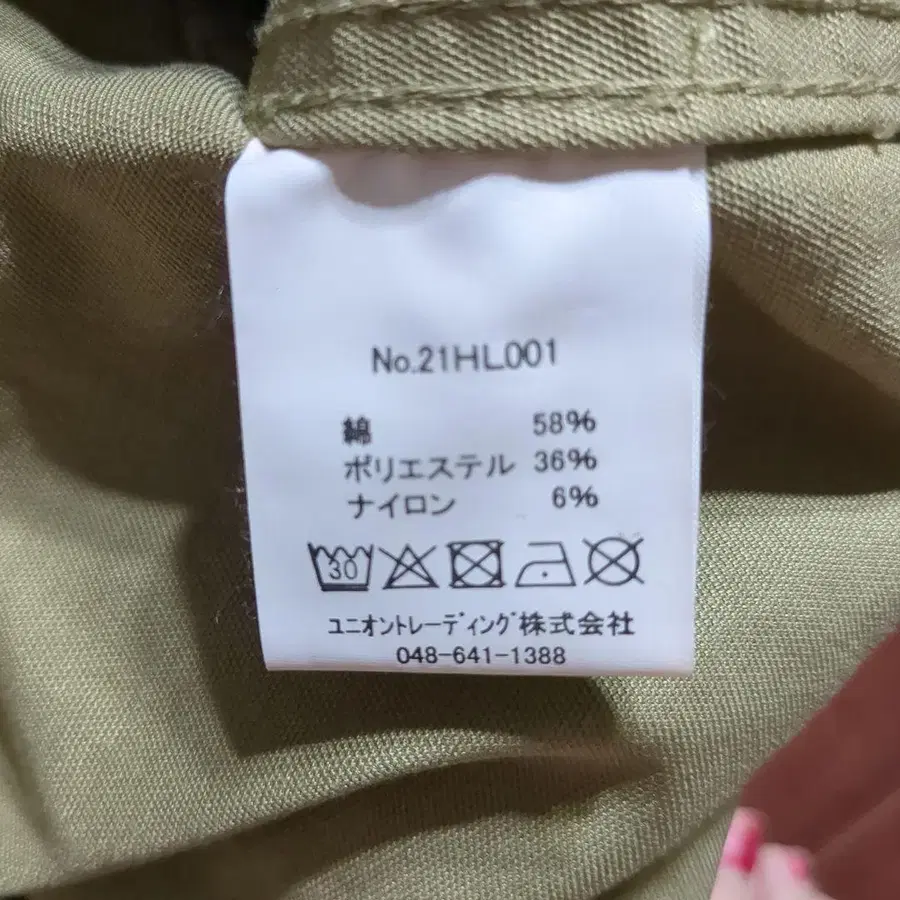 No.21HL001
綿 58%
ポリエステル 36%
ナイロン 6%
30
ユニオントレーディング株式会社
048-641-1388